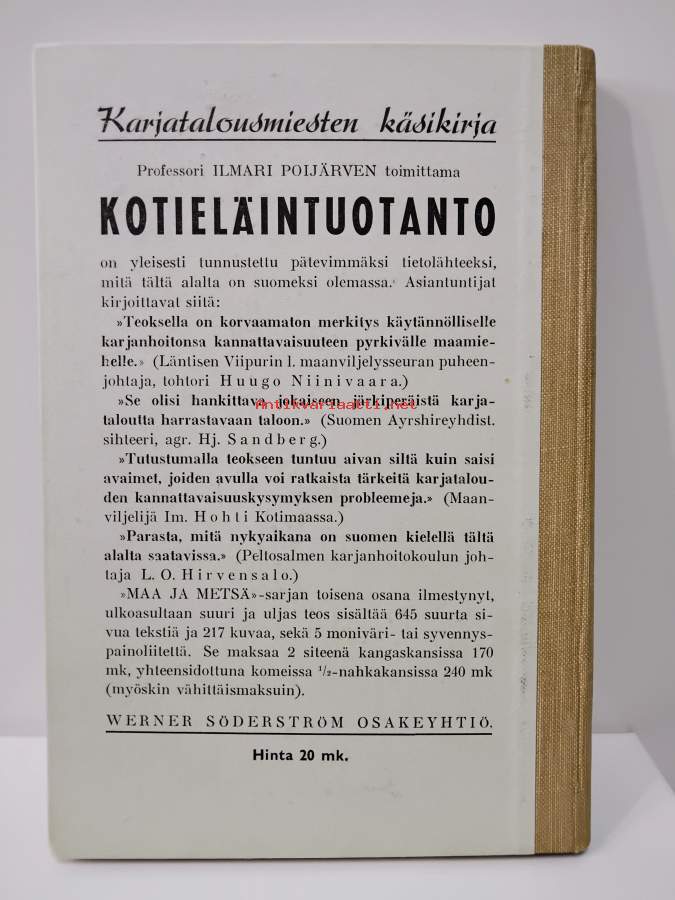 Karjatalousmiesten käsikirja
Professori ILMARI POIJÄRVEN toimittama
KOTIELÄINTUOTANTO
on yleisesti tunnustettu pätevimmäksi tietolähteeksi,
mitä tältä alalta on suomeksi olemassa. Asiantuntijat
kirjoittavat siitä:
»Teoksella on korvaamaton merkitys käytännölliselle
karjanhoitonsa kannattavaisuuteen pyrkivälle maamie-
helle.» (Läntisen Viipurin l. maanviljelysseuran puheen-
johtaja, tohtori Huugo Niinivaara.)
»Se olisi hankittava jokaiseen järkiperäistä karja-
Antikvariaatti.net
taloutta harrastavaan taloon.» (Suomen Ayrshireyhdist.
sihteeri, agr. Hj. Sandberg.)
»Tutustumalla teokseen tuntuu aivan siltä kuin saisi
avaimet, joiden avulla voi ratkaista tärkeitä karjatalou-
den kannattavaisuuskysymyksen probleemeja.» (Maan-
viljelijä Im. Hohti Kotimaassa.)
»Parasta, mitä nykyaikana on suomen kielellä tältä
alalta saatavissa.» (Peltosalmen karjanhoitokoulun joh-
taja L. O. Hirvensalo.)
»MAA JA METSÄ»-sarjan toisena osana ilmestynyt,
ulkoasultaan suuri ja uljas teos sisältää 645 suurta si-
vua tekstiä ja 217 kuvaa, sekä 5 moniväri- tai syvennys-
painoliitettä. Se maksaa 2 siteenä kangaskansissa 170
mk, yhteensidottuna komeissa 1/2-nahkakansissa 240 mk
(myöskin vähittäismaksuin).
WERNER SÖDERSTRÖM OSAKEYHTIÖ.
Hinta 20 mk.